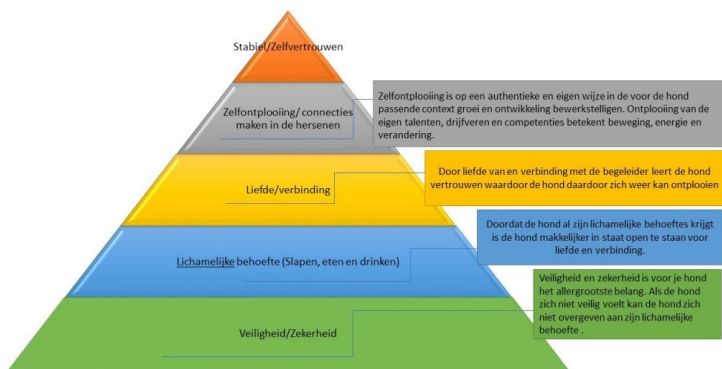 Stabiel/Zelfvertrouwen
Zelfontplooiing/ connecties
maken in de hersenen
Zelfontplooiing is op een authentieke en eigen wijze in de voor de hond
passende context groei en ontwikkeling bewerkstelligen. Ontplooiing van de
eigen talenten, drijfveren en competenties betekent beweging, energie en
verandering.
Liefde/verbinding
Door liefde van en verbinding met de begeleider leert de hond
vertrouwen waardoor de hond daardoor zich weer kan ontplooien
Lichamelijke behoefte (Slapen, eten en drinken)
Doordat de hond al zijn lichamelijke behoeftes krijgt
is de hond makkelijker in staat open te staan voor
liefde en verbinding.
Veiligheid/Zekerheid
Veiligheid en zekerheid is voor je hond
het allergrootste belang. Als de hond
zich niet veilig voelt kan de hond zich
niet overgeven aan zijn lichamelijke
behoefte .